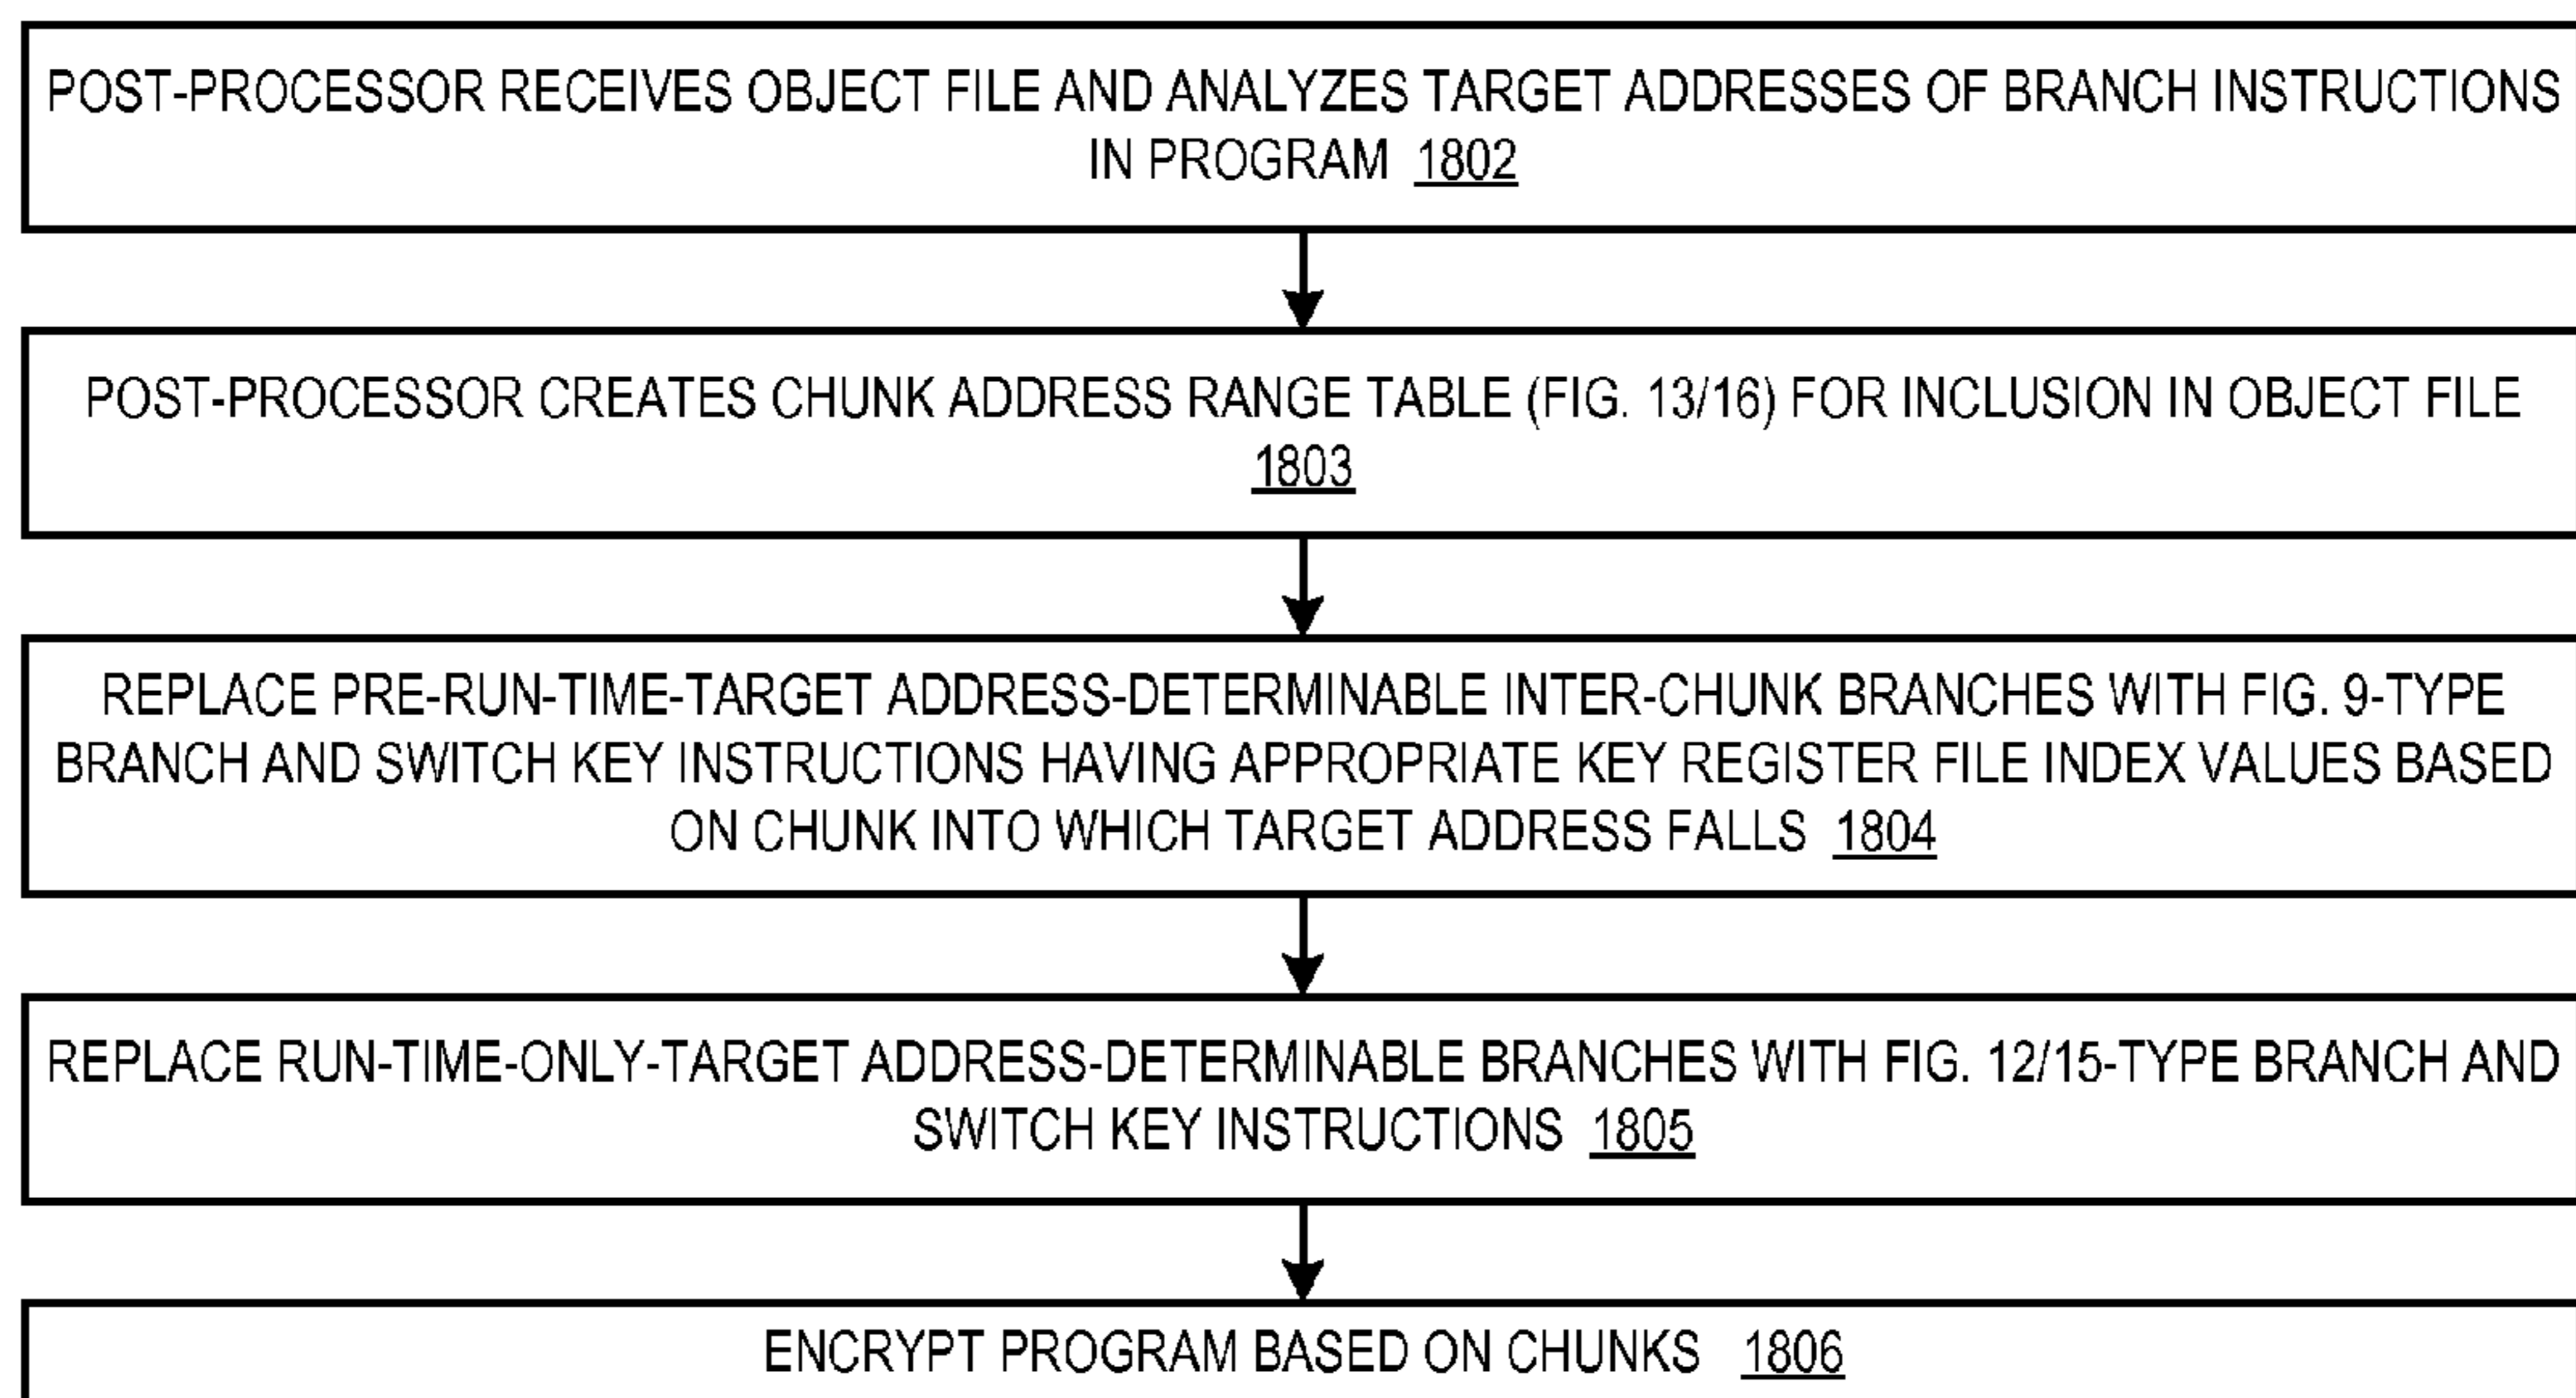 POST-PROCESSOR RECEIVES OBJECT FILE AND ANALYZES TARGET ADDRESSES OF BRANCH INSTRUCTIONS
IN PROGRAM 1802
POST-PROCESSOR CREATES CHUNK ADDRESS RANGE TABLE (FIG. 13/16) FOR INCLUSION IN OBJECT FILE
1803
REPLACE PRE-RUN-TIME-TARGET ADDRESS-DETERMINABLE INTER-CHUNK BRANCHES WITH FIG. 9-TYPE
BRANCH AND SWITCH KEY INSTRUCTIONS HAVING APPROPRIATE KEY REGISTER FILE INDEX VALUES BASED
ON CHUNK INTO WHICH TARGET ADDRESS FALLS 1804
REPLACE RUN-TIME-ONLY-TARGET ADDRESS-DETERMINABLE BRANCHES WITH FIG. 12/15-TYPE BRANCH AND
SWITCH KEY INSTRUCTIONS 1805
ENCRYPT PROGRAM BASED ON CHUNKS 1806